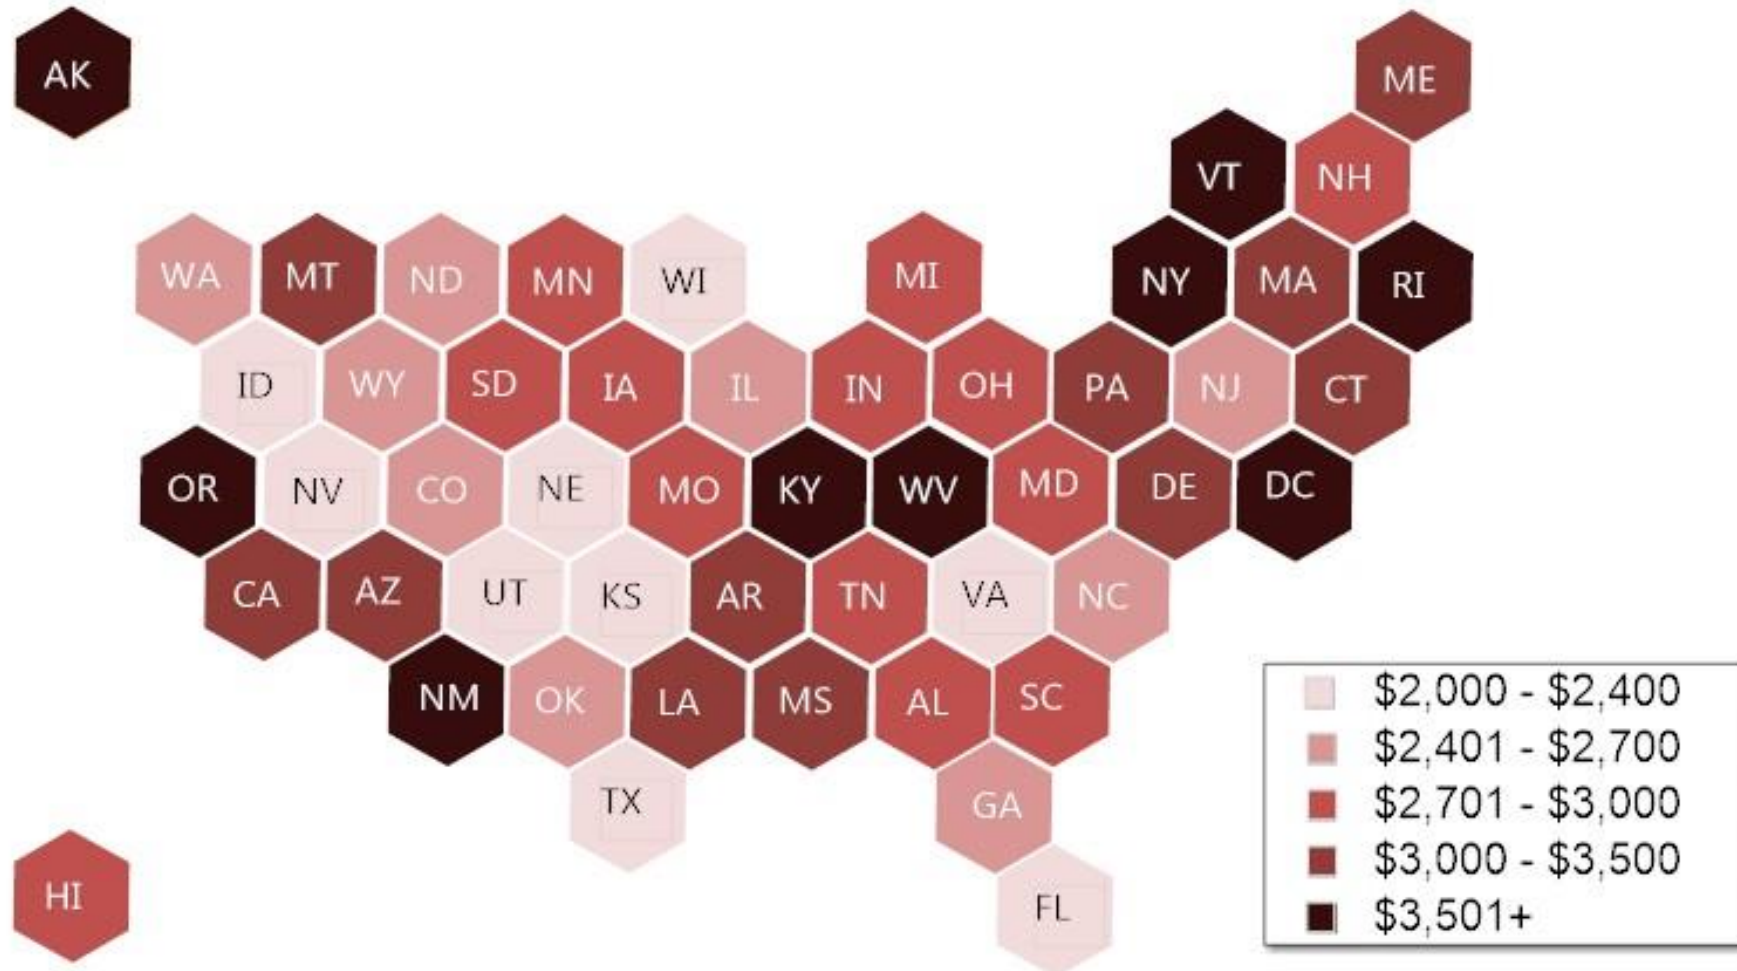 AK
ME
VT NH
WA MT ND MN WI MI NY MA RI
ID WY SD IA IL IN OH PA NJ CT
OR NV CO NE MO KY WV MD DE DC
CA AZ UT KS AR TN VA NC
NM OK LA MS AL SC
TX GA
HI FL
$2,000 - $2,400
$2,401 - $2,700
$2,701 - $3,000
$3,000 - $3,500
$3,501+